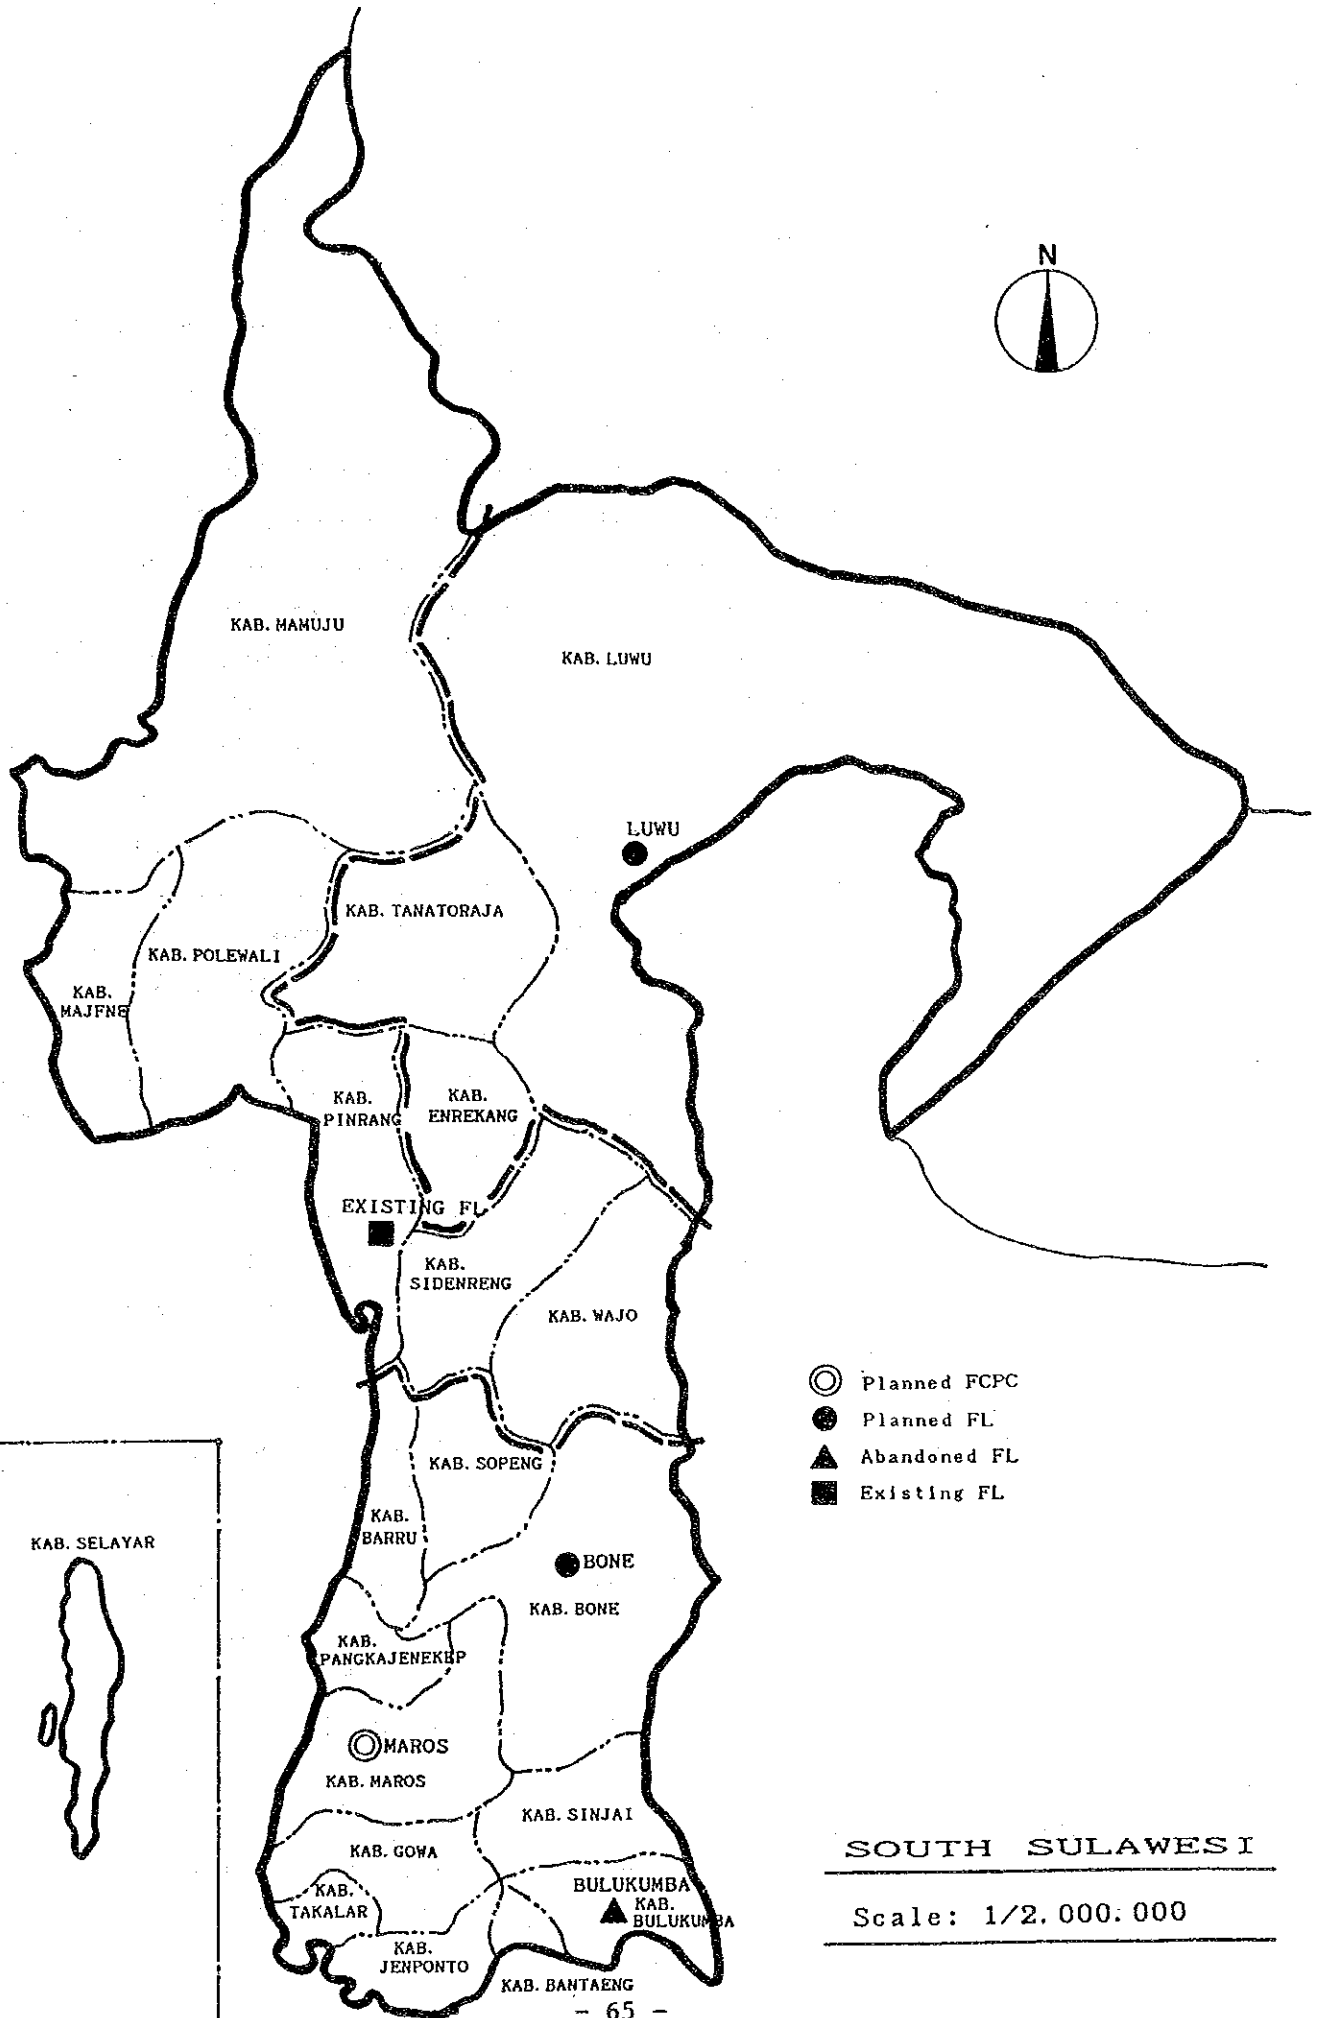 N
KAB. MAMUJU
KAB. LUWU
LUWU
KAB. TANATORAJA
KAB. POLEWALI
KAB.
MAJFNE
KAB.
PINRANG
KAB.
ENREKANG
EXISTING FL
KAB.
SIDENRENG
KAB. WAJO
Planned FCPC
Planned FL
Abandoned FL
Existing FL
KAB. SOPENG
KAB.
BARRU
KAB. SELAYAR
BONE
KAB. BONE
KAB.
PANGKAJENEKEP
MAROS
KAB. MAROS
KAB. SINJAI
KAB. GOWA
SOUTH SULAWESI
Scale: 1/2.000.000
KAB.
TAKALAR
BULUKUMBA
KAB.
BULUKUMBA
KAB.
JENPONTO
KAB. BANTAENG
- 65 -